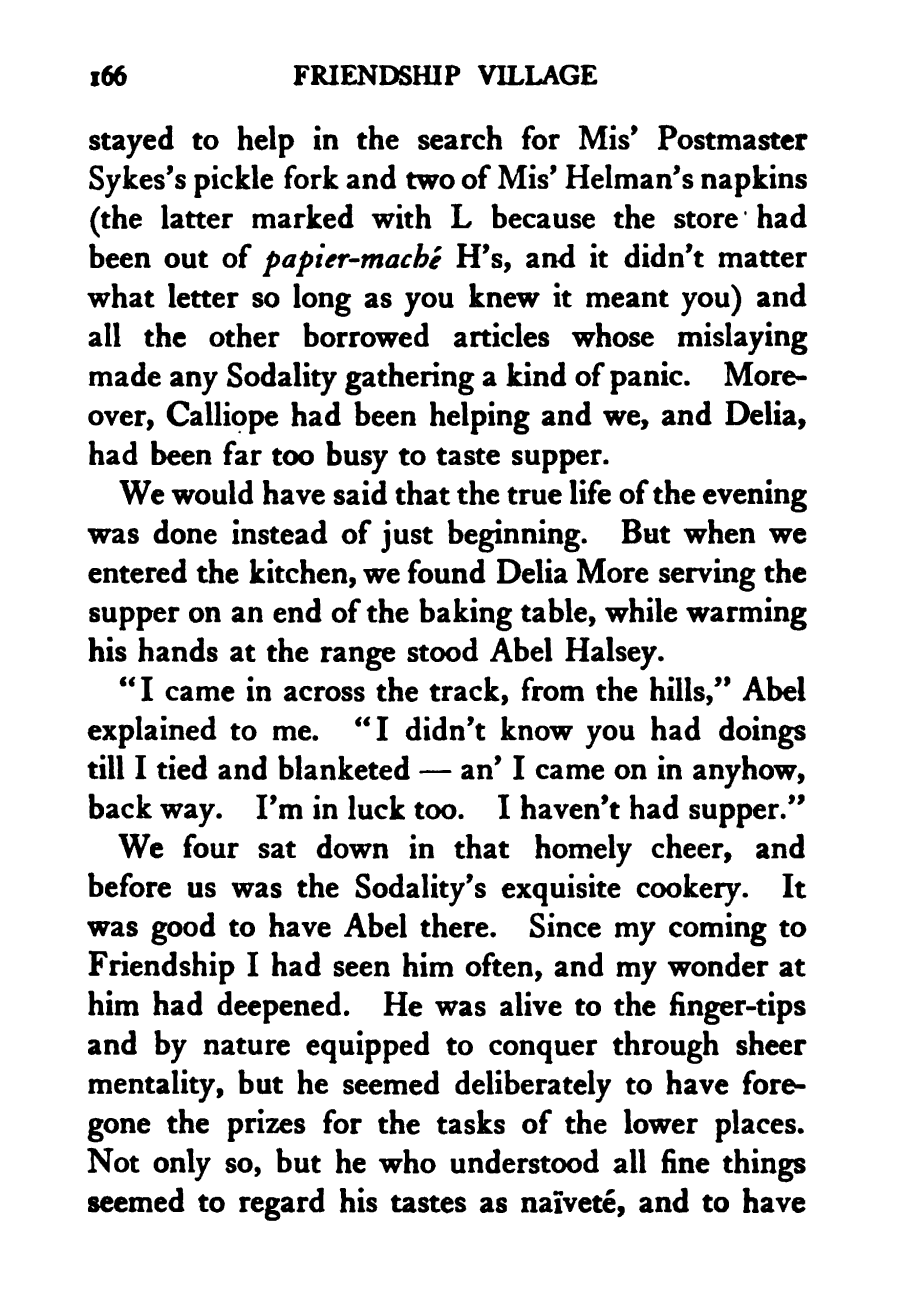 166 FRIENDSHIP VILLAGE
stayed to help in the search for Mis' Postmaster
Sykes's pickle fork and two of Mis' Helman's napkins
(the latter marked with L because the store had
been out of papier-maché H's, and it didn't matter
what letter so long as you knew it meant you) and
all the other borrowed articles whose mislaying
made any Sodality gathering a kind of panic. More-
over, Calliope had been helping and we, and Delia,
had been far too busy to taste supper.
We would have said that the true life of the evening
was done instead of just beginning. But when we
entered the kitchen, we found Delia More serving the
supper on an end of the baking table, while warming
his hands at the range stood Abel Halsey.
"I came in across the track, from the hills," Abel
explained to me. "I didn't know you had doings
till I tied and blanketed — an' I came on in anyhow,
back way. I'm in luck too. I haven't had supper."
We four sat down in that homely cheer, and
before us was the Sodality's exquisite cookery. It
was good to have Abel there. Since my coming to
Friendship I had seen him often, and my wonder at
him had deepened. He was alive to the finger-tips
and by nature equipped to conquer through sheer
mentality, but he seemed deliberately to have fore-
gone the prizes for the tasks of the lower places.
Not only so, but he who understood all fine things
seemed to regard his tastes as naïveté, and to have